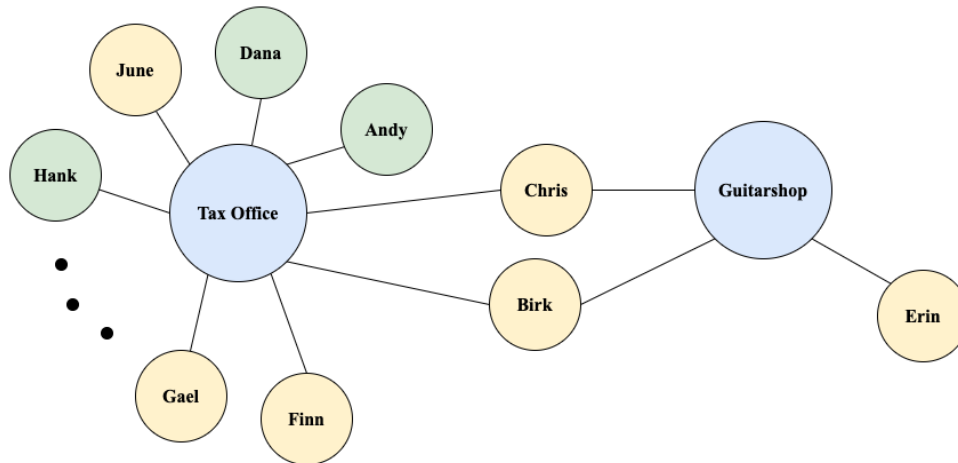 Dana
June
Andy
Hank
Chris
Guitarshop
Tax Office
Birk
Erin
Gael
Finn